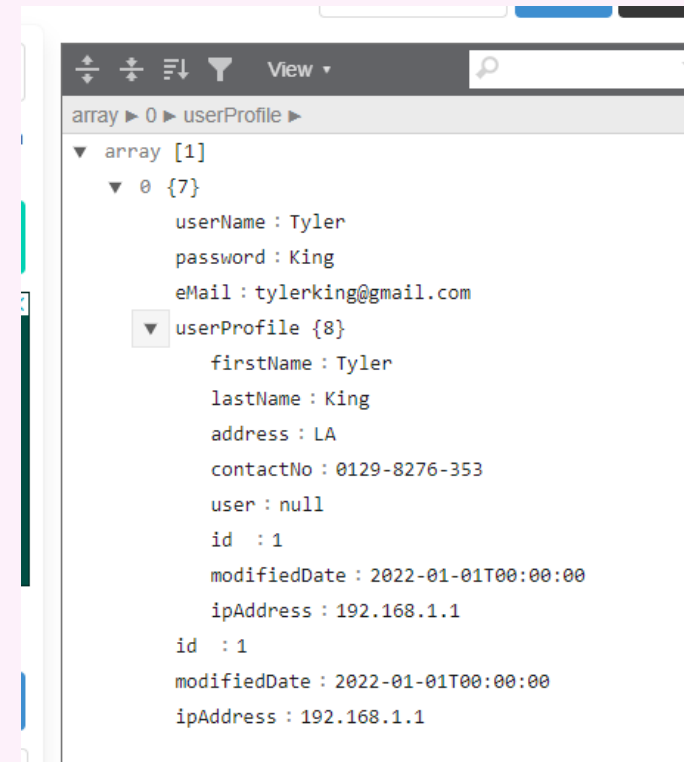 View ▾
array ► 0 ► userProfile ►
▼ array [1]
▼ 0 {7}
userName : Tyler
password : King
eMail : tylerking@gmail.com
▼ userProfile {8}
firstName : Tyler
lastName : King
address : LA
contactNo : 0129-8276-353
user : null
id : 1
modifiedDate : 2022-01-01T00:00:00
ipAddress : 192.168.1.1
id : 1
modifiedDate : 2022-01-01T00:00:00
ipAddress : 192.168.1.1